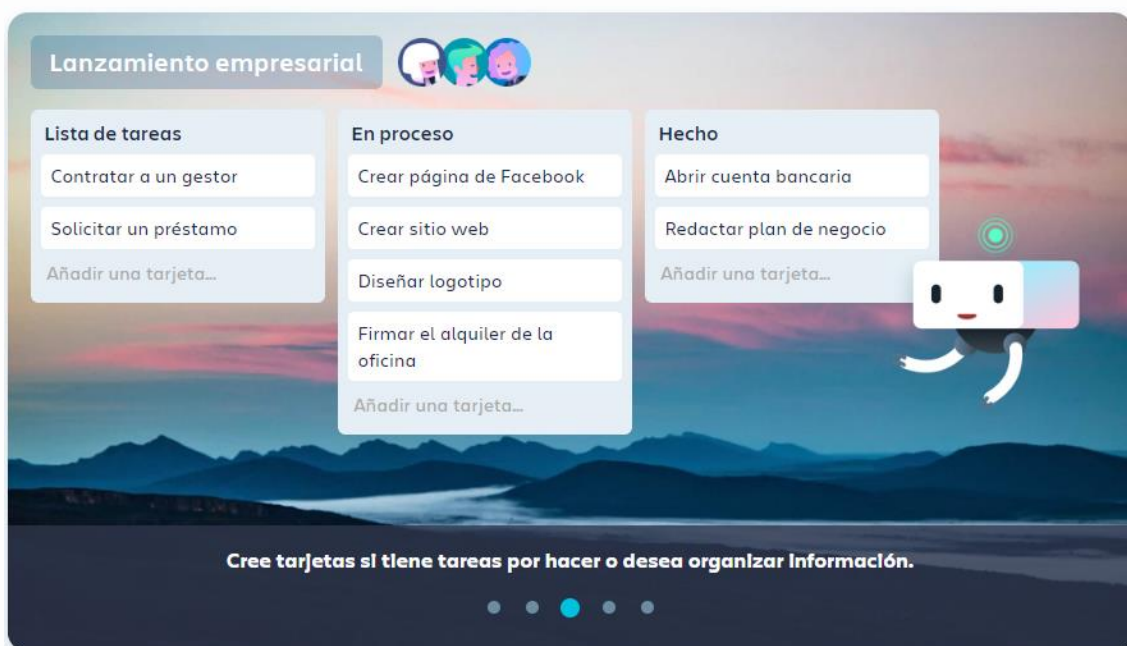 Lanzamiento empresarial
Lista de tareas
Contratar a un gestor
Solicitar un préstamo
Añadir una tarjeta...
En proceso
Crear página de Facebook
Crear sitio web
Diseñar logotipo
Firmar el alquiler de la
oficina
Añadir una tarjeta...
Hecho
Abrir cuenta bancaria
Redactar plan de negocio
Añadir una tarjeta...
Cree tarjetas si tiene tareas por hacer o desea organizar información.